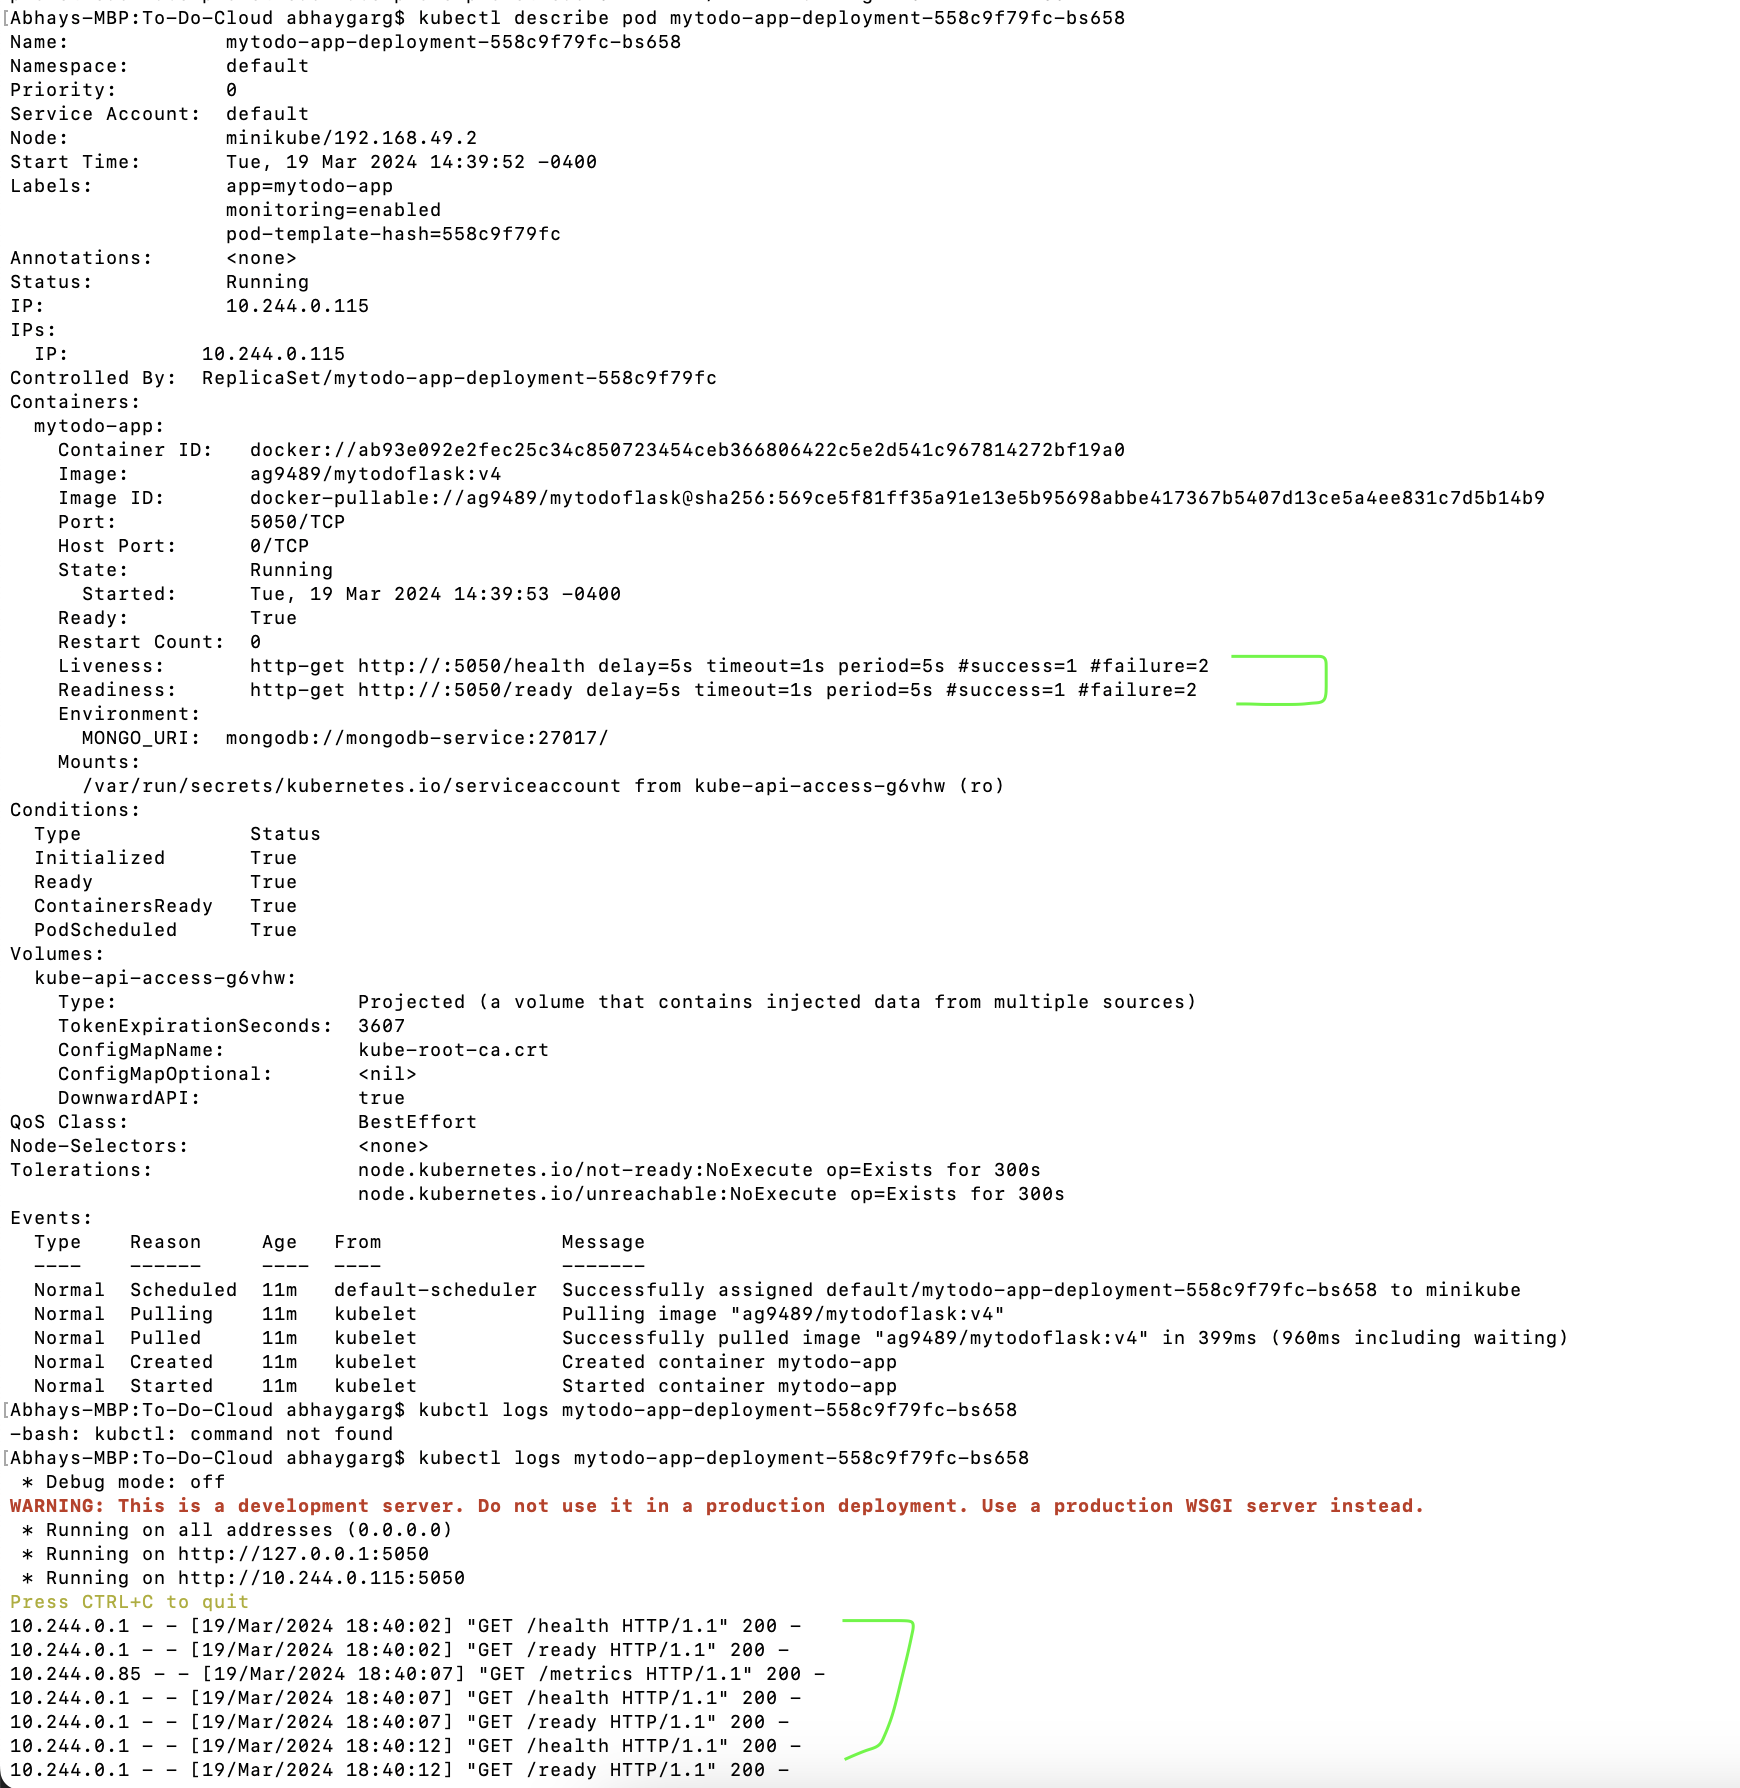 [Abhays-MBP:To-Do-Cloud abhaygarg$ kubectl describe pod mytodo-app-deployment-558c9f79fc-bs658
Name:             mytodo-app-deployment-558c9f79fc-bs658
Namespace:        default
Priority:         0
Service Account:  default
Node:             minikube/192.168.49.2
Start Time:       Tue, 19 Mar 2024 14:39:52 -0400
Labels:           app=mytodo-app
                  monitoring=enabled
                  pod-template-hash=558c9f79fc
Annotations:      <none>
Status:           Running
IP:               10.244.0.115
IPs:
  IP:           10.244.0.115
Controlled By:  ReplicaSet/mytodo-app-deployment-558c9f79fc
Containers:
  mytodo-app:
    Container ID:   docker://ab93e092e2fec25c34c850723454ceb366806422c5e2d541c967814272bf19a0
    Image:          ag9489/mytodoflask:v4
    Image ID:       docker-pullable://ag9489/mytodoflask@sha256:569ce5f81ff35a91e13e5b95698abbe417367b5407d13ce5a4ee831c7d5b14b9
    Port:           5050/TCP
    Host Port:      0/TCP
    State:          Running
      Started:      Tue, 19 Mar 2024 14:39:53 -0400
    Ready:          True
    Restart Count:  0
    Liveness:       http-get http://:5050/health delay=5s timeout=1s period=5s #success=1 #failure=2
    Readiness:      http-get http://:5050/ready delay=5s timeout=1s period=5s #success=1 #failure=2
    Environment:
      MONGO_URI:  mongodb://mongodb-service:27017/
    Mounts:
      /var/run/secrets/kubernetes.io/serviceaccount from kube-api-access-g6vhw (ro)
Conditions:
  Type              Status
  Initialized       True
  Ready             True
  ContainersReady   True
  PodScheduled      True
Volumes:
  kube-api-access-g6vhw:
    Type:                    Projected (a volume that contains injected data from multiple sources)
    TokenExpirationSeconds:  3607
    ConfigMapName:           kube-root-ca.crt
    ConfigMapOptional:       <nil>
    DownwardAPI:             true
QoS Class:                   BestEffort
Node-Selectors:              <none>
Tolerations:                 node.kubernetes.io/not-ready:NoExecute op=Exists for 300s
                             node.kubernetes.io/unreachable:NoExecute op=Exists for 300s
Events:
  Type    Reason     Age   From               Message
  ----    ------     ----  ----               -------
  Normal  Scheduled  11m   default-scheduler  Successfully assigned default/mytodo-app-deployment-558c9f79fc-bs658 to minikube
  Normal  Pulling    11m   kubelet            Pulling image "ag9489/mytodoflask:v4"
  Normal  Pulled     11m   kubelet            Successfully pulled image "ag9489/mytodoflask:v4" in 399ms (960ms including waiting)
  Normal  Created    11m   kubelet            Created container mytodo-app
  Normal  Started    11m   kubelet            Started container mytodo-app
[Abhays-MBP:To-Do-Cloud abhaygarg$ kubctl logs mytodo-app-deployment-558c9f79fc-bs658
-bash: kubctl: command not found
[Abhays-MBP:To-Do-Cloud abhaygarg$ kubectl logs mytodo-app-deployment-558c9f79fc-bs658
 * Debug mode: off
WARNING: This is a development server. Do not use it in a production deployment. Use a production WSGI server instead.
 * Running on all addresses (0.0.0.0)
 * Running on http://127.0.0.1:5050
 * Running on http://10.244.0.115:5050
Press CTRL+C to quit
10.244.0.1 - - [19/Mar/2024 18:40:02] "GET /health HTTP/1.1" 200 -
10.244.0.1 - - [19/Mar/2024 18:40:02] "GET /ready HTTP/1.1" 200 -
10.244.0.85 - - [19/Mar/2024 18:40:07] "GET /metrics HTTP/1.1" 200 -
10.244.0.1 - - [19/Mar/2024 18:40:07] "GET /health HTTP/1.1" 200 -
10.244.0.1 - - [19/Mar/2024 18:40:07] "GET /ready HTTP/1.1" 200 -
10.244.0.1 - - [19/Mar/2024 18:40:12] "GET /health HTTP/1.1" 200 -
10.244.0.1 - - [19/Mar/2024 18:40:12] "GET /ready HTTP/1.1" 200 -